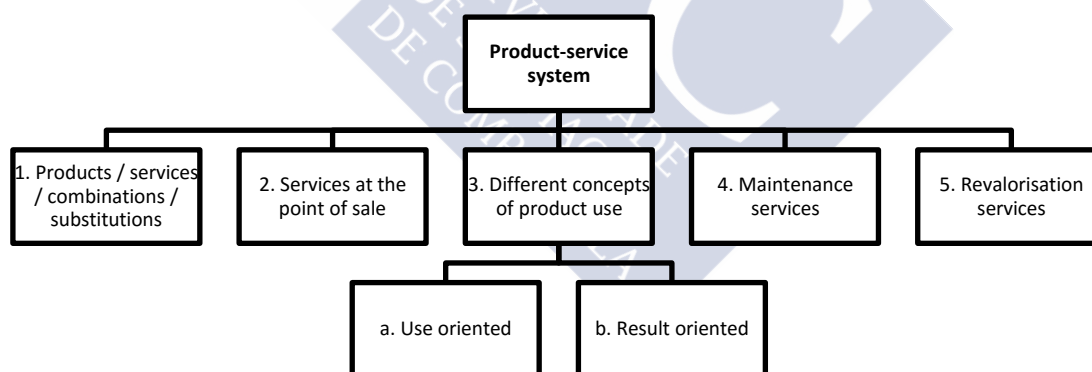 Product-service
system
1. Products / services
/ combinations /
substitutions
2. Services at the
point of sale
3. Different concepts
of product use
4. Maintenance
services
5. Revalorisation
services
a. Use oriented
b. Result oriented